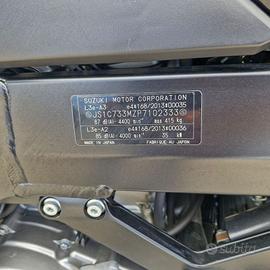 SUZUKI MOTOR CORPORATION
L3e-A3 e4*168/2013*00035
JS1C733MZP7102333
87 dB(A)- 4400 min⁻¹ max 415 kg
L3e-A2 e4*168/2013*00036
85 dB(A)- 4000 min⁻¹ 35 kW
MADE IN JAPAN FABRIQUÉ AU JAPON
subito